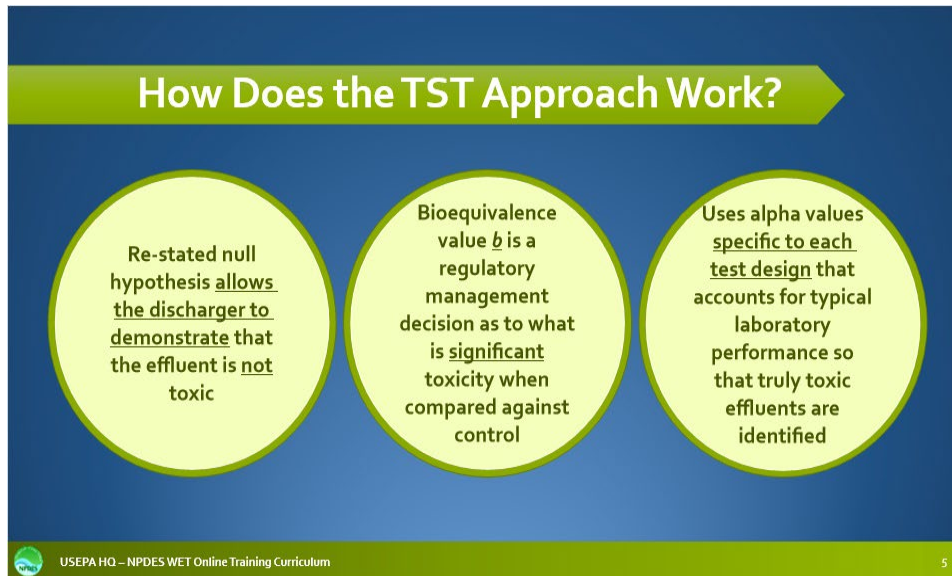 How Does the TST Approach Work?
Re-stated null
hypothesis allows
the discharger to
demonstrate that
the effluent is not
toxic
Bioequivalence
value b is a
regulatory
management
decision as to what
is significant
toxicity when
compared against
control
Uses alpha values
specific to each
test design that
accounts for typical
laboratory
performance so
that truly toxic
effluents are
identified
NPDES
USEPA HQ – NPDES WET Online Training Curriculum
5